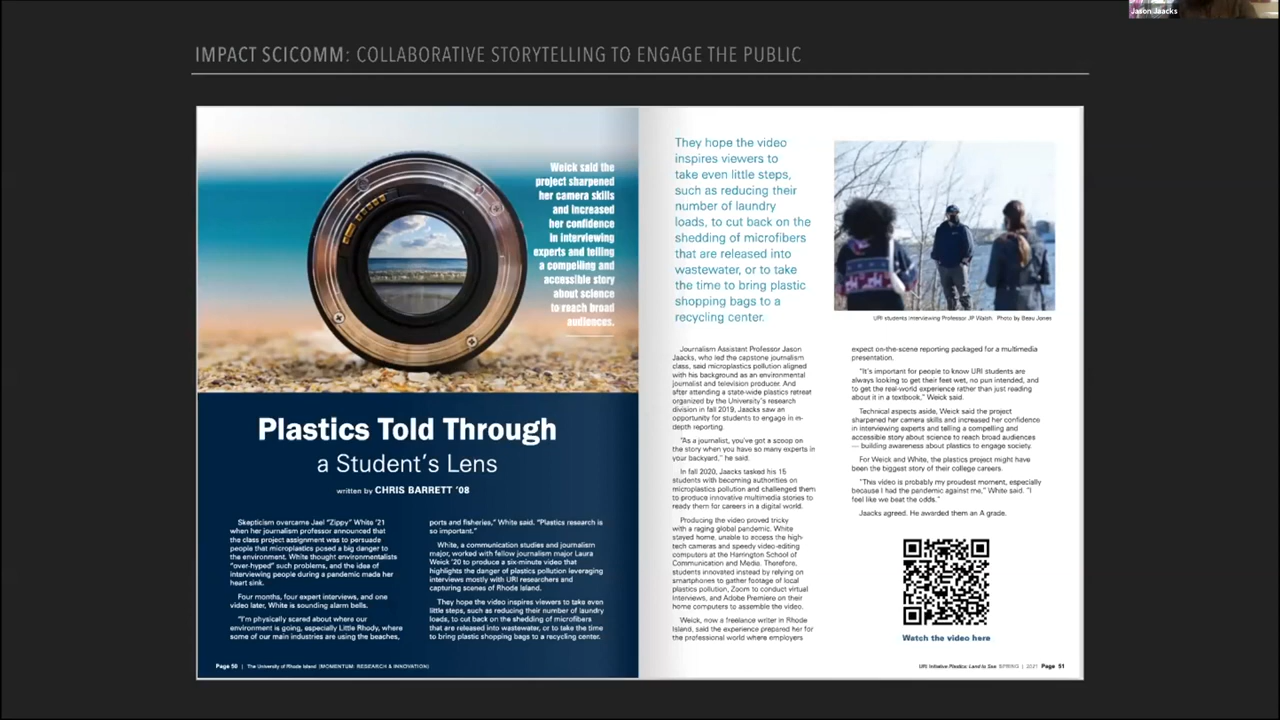 Jason Jaacks
IMPACT SCICOMM: COLLABORATIVE STORYTELLING TO ENGAGE THE PUBLIC
Weick said the
project sharpened
her camera skills
and increased
her confidence
in interviewing
experts and telling
a compelling and
accessible story
about science
to reach broad
audiences.
Plastics Told Through
a Student's Lens
written by CHRIS BARRETT '08
Skepticism overcame Jael "Zippy" White '21
when her journalism professor announced that
the class project assignment was to persuade
people that microplastics posed a big danger to
the environment. White thought environmentalists
"over-hyped" such problems, and the idea of
interviewing people during a pandemic made her
heart sink.
Four months, four expert interviews, and one
video later, White is sounding alarm bells.
"I'm physically scared about where our
environment is going, especially Little Rhody, where
some of our main industries are using the beaches,
ports and fisheries," White said. "Plastics research is
so important."
White, a communication studies and journalism
major, worked with fellow journalism major Laura
Weick '20 to produce a six-minute video that
highlights the danger of plastics pollution leveraging
interviews mostly with URI researchers and
capturing scenes of Rhode Island.
They hope the video inspires viewers to take even
little steps, such as reducing their number of laundry
loads, to cut back on the shedding of microfibers
that are released into wastewater, or to take the time
to bring plastic shopping bags to a recycling center.
Page 50 | The University of Rhode Island {MOMENTUM: RESEARCH & INNOVATION}
They hope the video
inspires viewers to
take even little steps,
such as reducing their
number of laundry
loads, to cut back on the
shedding of microfibers
that are released into
wastewater, or to take
the time to bring plastic
shopping bags to a
recycling center.
URI students interviewing Professor JP Walsh. Photo by Beau Jones
Journalism Assistant Professor Jason
Jaacks, who led the capstone journalism
class, said microplastics pollution aligned
with his background as an environmental
journalist and television producer. And
after attending a state-wide plastics retreat
organized by the University's research
division in fall 2019, Jaacks saw an
opportunity for students to engage in in-
depth reporting.
"As a journalist, you've got a scoop on
the story when you have so many experts in
your backyard," he said.
In fall 2020, Jaacks tasked his 15
students with becoming authorities on
microplastics pollution and challenged them
to produce innovative multimedia stories to
ready them for careers in a digital world.
Producing the video proved tricky
with a raging global pandemic. White
stayed home, unable to access the high-
tech cameras and speedy video-editing
computers at the Harrington School of
Communication and Media. Therefore,
students innovated instead by relying on
smartphones to gather footage of local
plastics pollution, Zoom to conduct virtual
interviews, and Adobe Premiere on their
home computers to assemble the video.
Weick, now a freelance writer in Rhode
Island, said the experience prepared her for
the professional world where employers
expect on-the-scene reporting packaged for a multimedia
presentation.
"It's important for people to know URI students are
always looking to get their feet wet, no pun intended, and
to get the real-world experience rather than just reading
about it in a textbook," Weick said.
Technical aspects aside, Weick said the project
sharpened her camera skills and increased her confidence
in interviewing experts and telling a compelling and
accessible story about science to reach broad audiences
— building awareness about plastics to engage society.
For Weick and White, the plastics project might have
been the biggest story of their college careers.
"This video is probably my proudest moment, especially
because I had the pandemic against me," White said. "I
feel like we beat the odds."
Jaacks agreed. He awarded them an A grade.
Watch the video here
URI Initiative Plastics: Land to Sea SPRING | 2021 Page 51